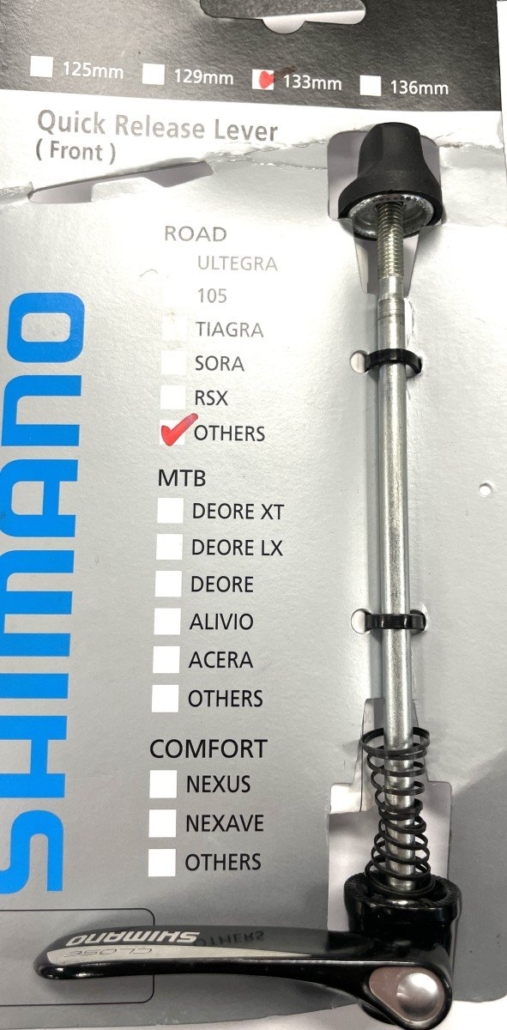 125mm 129mm 133mm 136mm
Quick Release Lever
( Front )
ROAD
ULTEGRA
105
TIAGRA
SORA
RSX
OTHERS
MTB
DEORE XT
DEORE LX
DEORE
ALIVIO
ACERA
OTHERS
COMFORT
NEXUS
NEXAVE
OTHERS
SHIMANO
SHIMANO
CLOSE
OTHERS